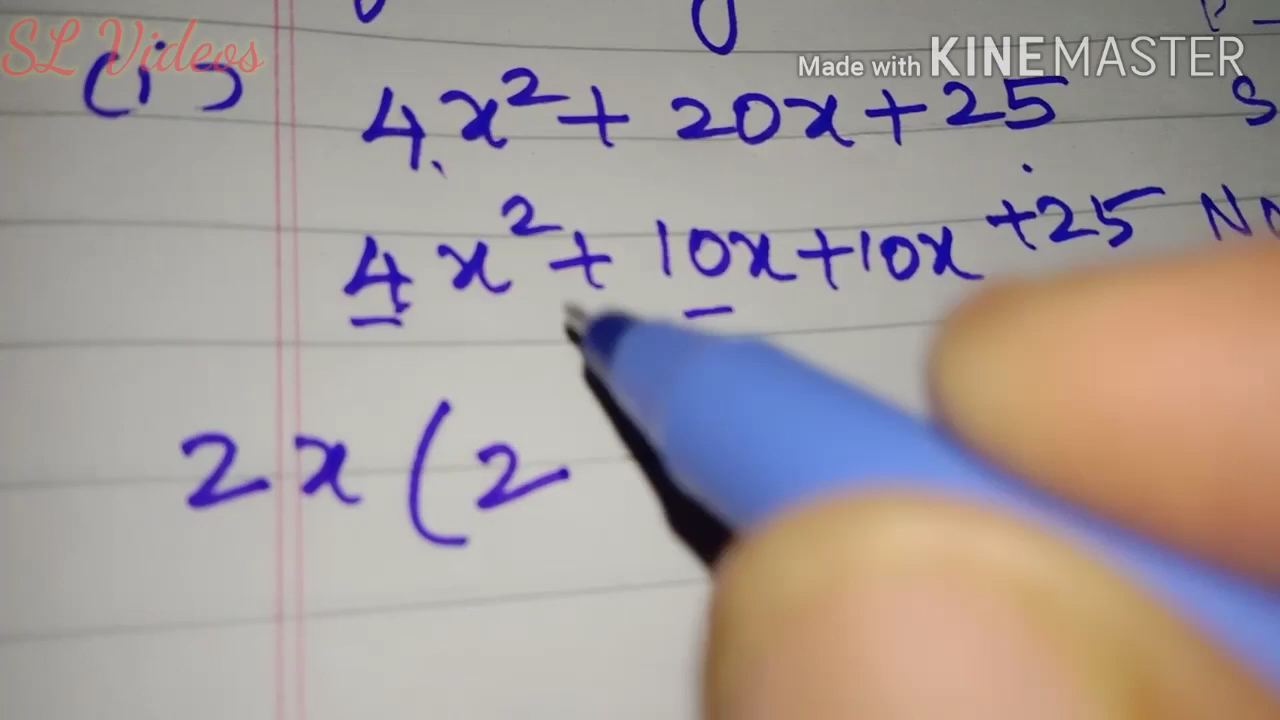 SL Videos
Made with KINEMASTER
(i)
4x² + 20x + 25 S
4x² + 10x + 10x + 25
2x (2